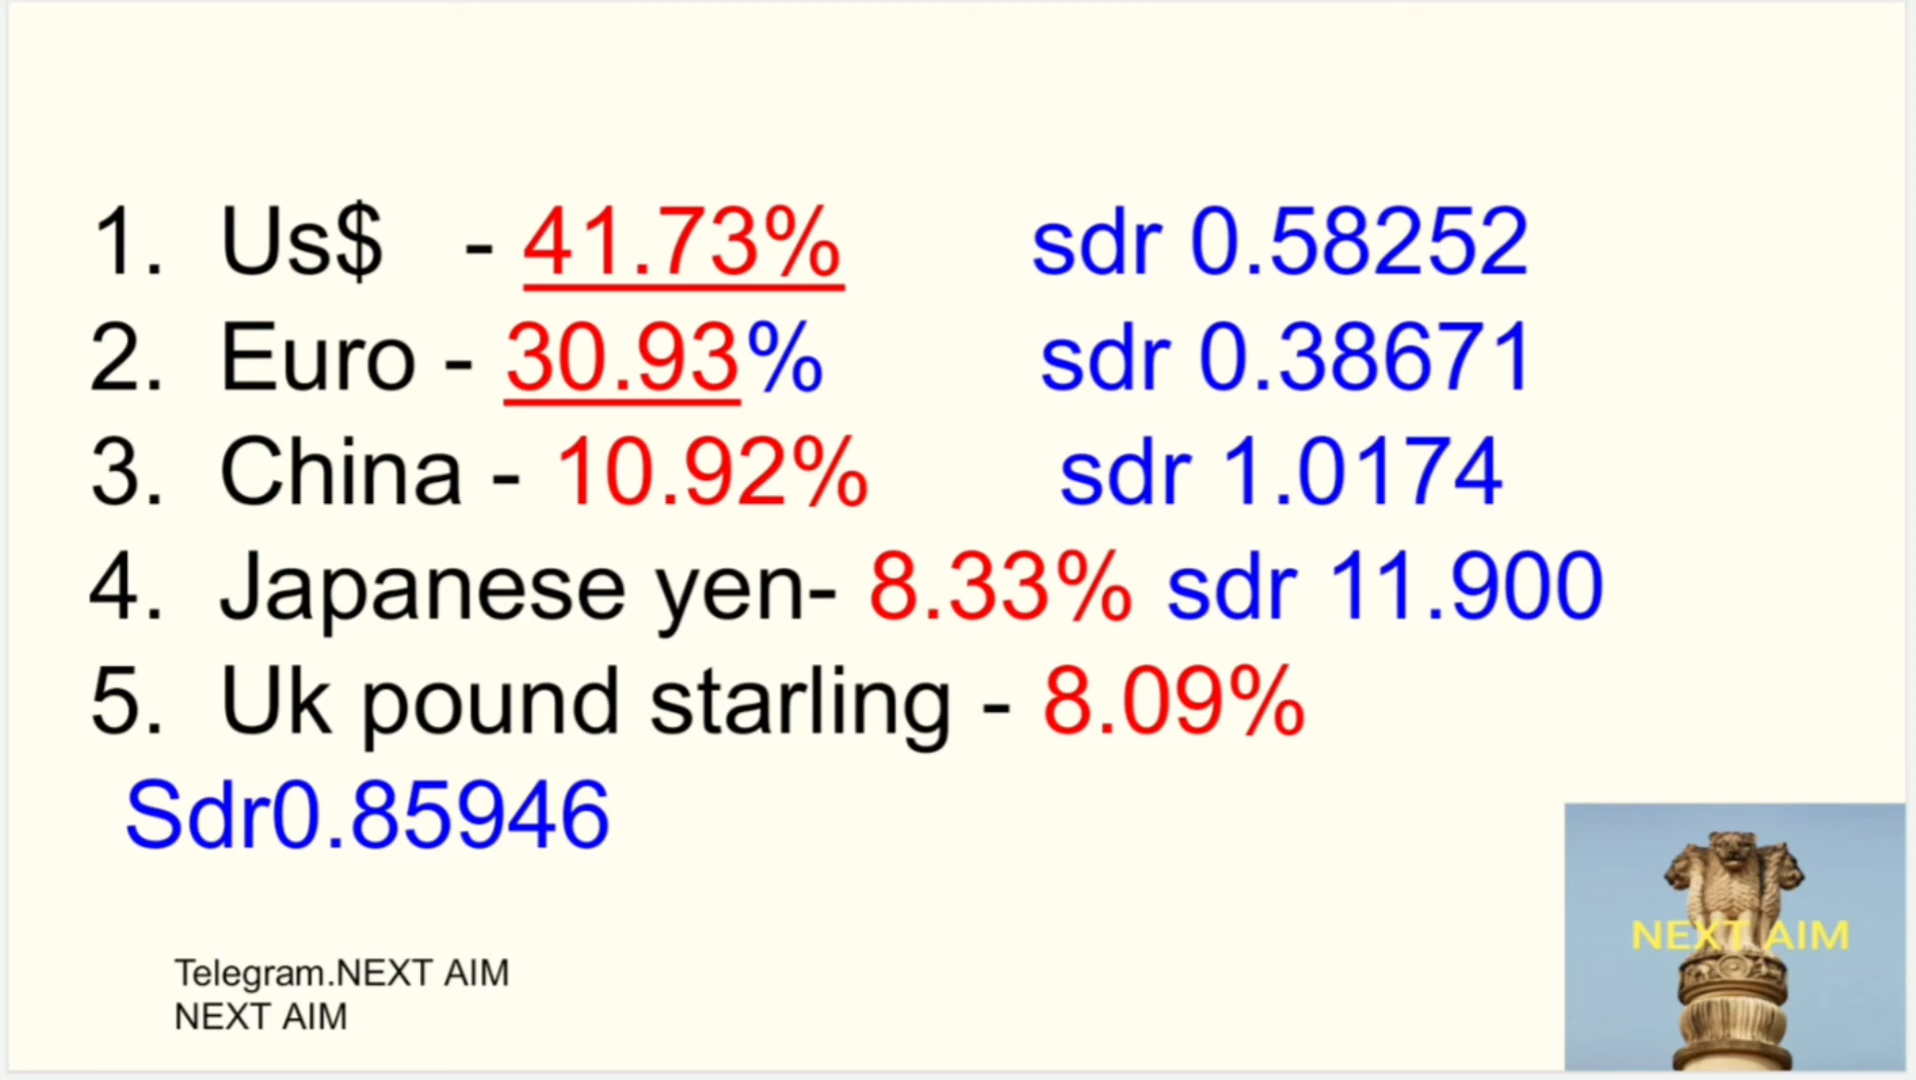 1. Us$ - 41.73% sdr 0.58252
2. Euro - 30.93% sdr 0.38671
3. China - 10.92% sdr 1.0174
4. Japanese yen- 8.33% sdr 11.900
5. Uk pound starling - 8.09%
Sdr0.85946
Telegram.NEXT AIM
NEXT AIM
NEXT AIM